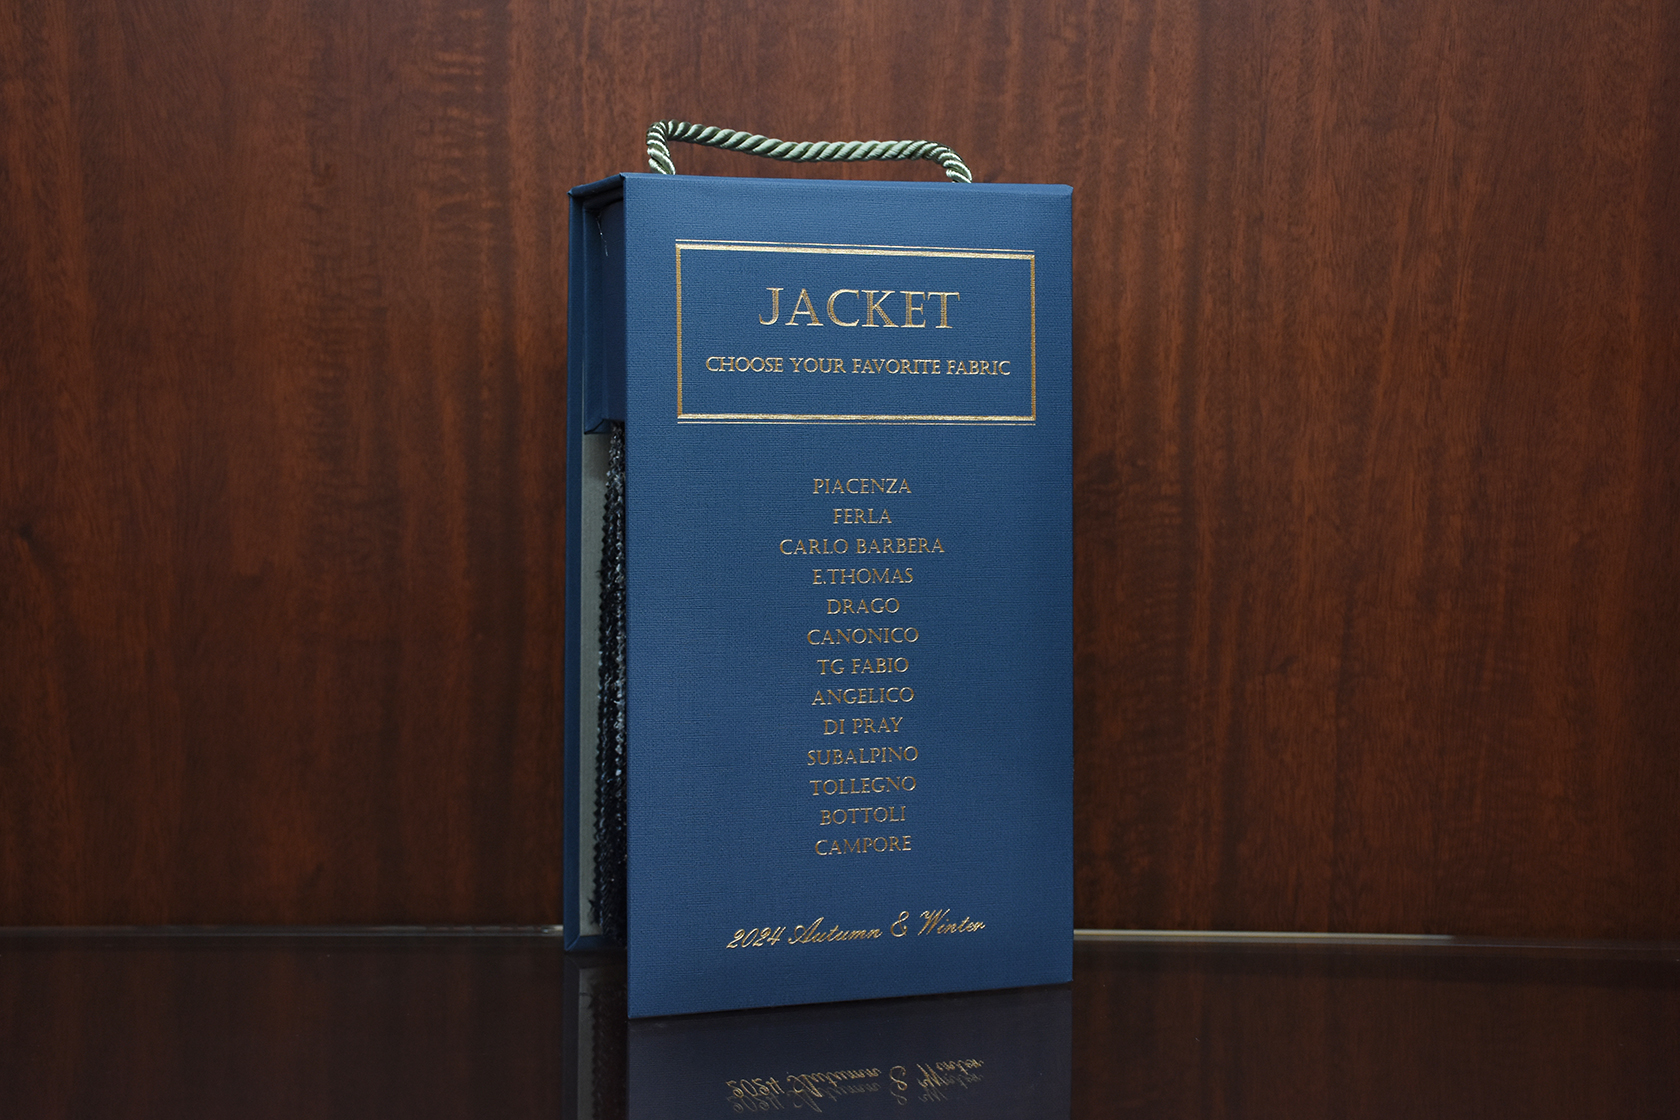 JACKET
CHOOSE YOUR FAVORITE FABRIC
PIACENZA
FERLA
CARLO BARBERA
E.THOMAS
DRAGO
CANONICO
TG FABIO
ANGELICO
DI PRAY
SUBALPINO
TOLLEGNO
BOTTOLI
CAMPORE
2024 Autumn & Winter